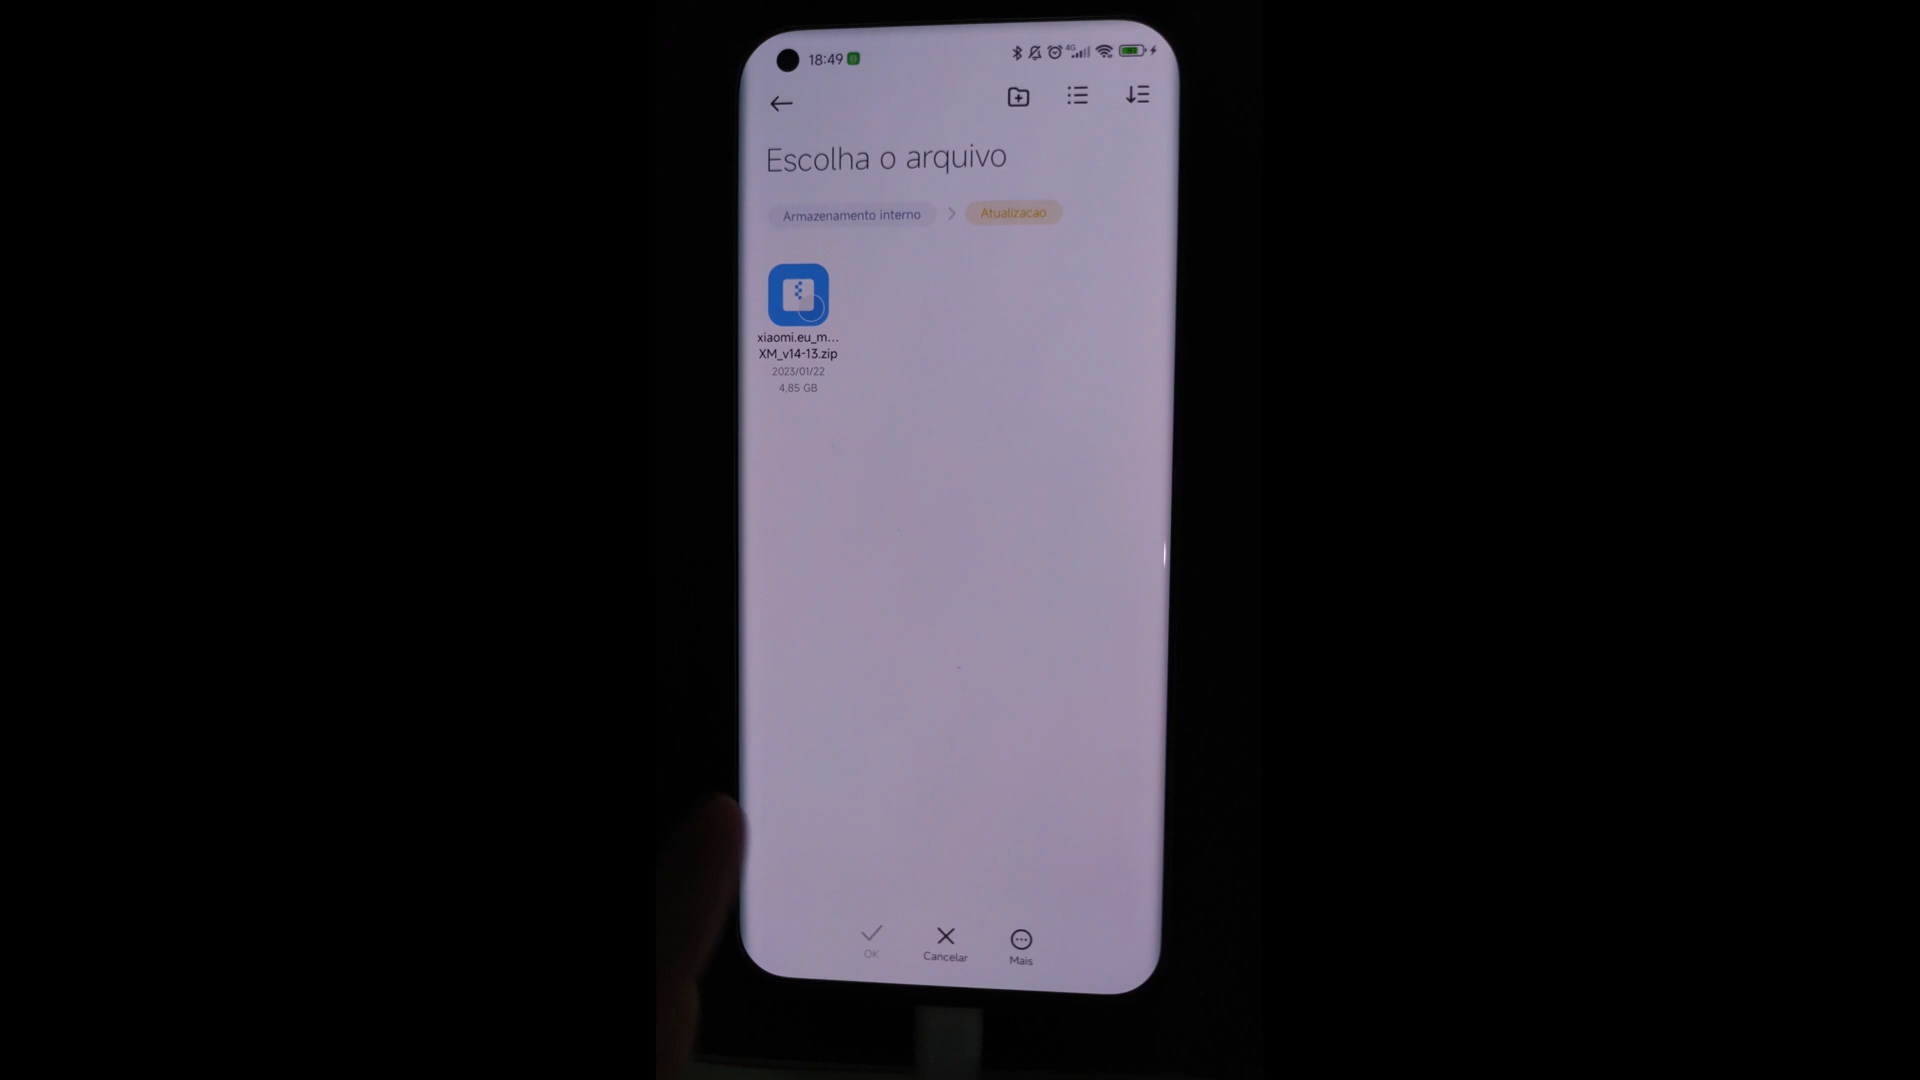 18:49
4G
Escolha o arquivo
Armazenamento interno
Atualizacao
xiaomi.eu_m...
XM_v14-13.zip
2023/01/22
4,85 GB
OK
Cancelar
Mais